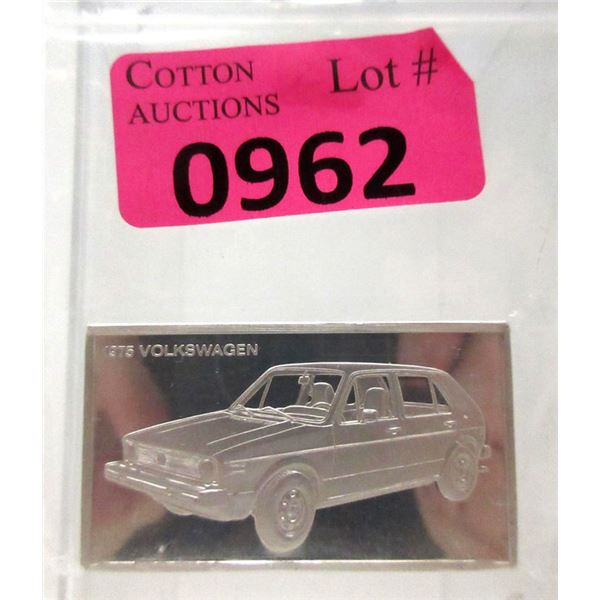 COTTON Lot #
AUCTIONS
0962
1975 VOLKSWAGEN